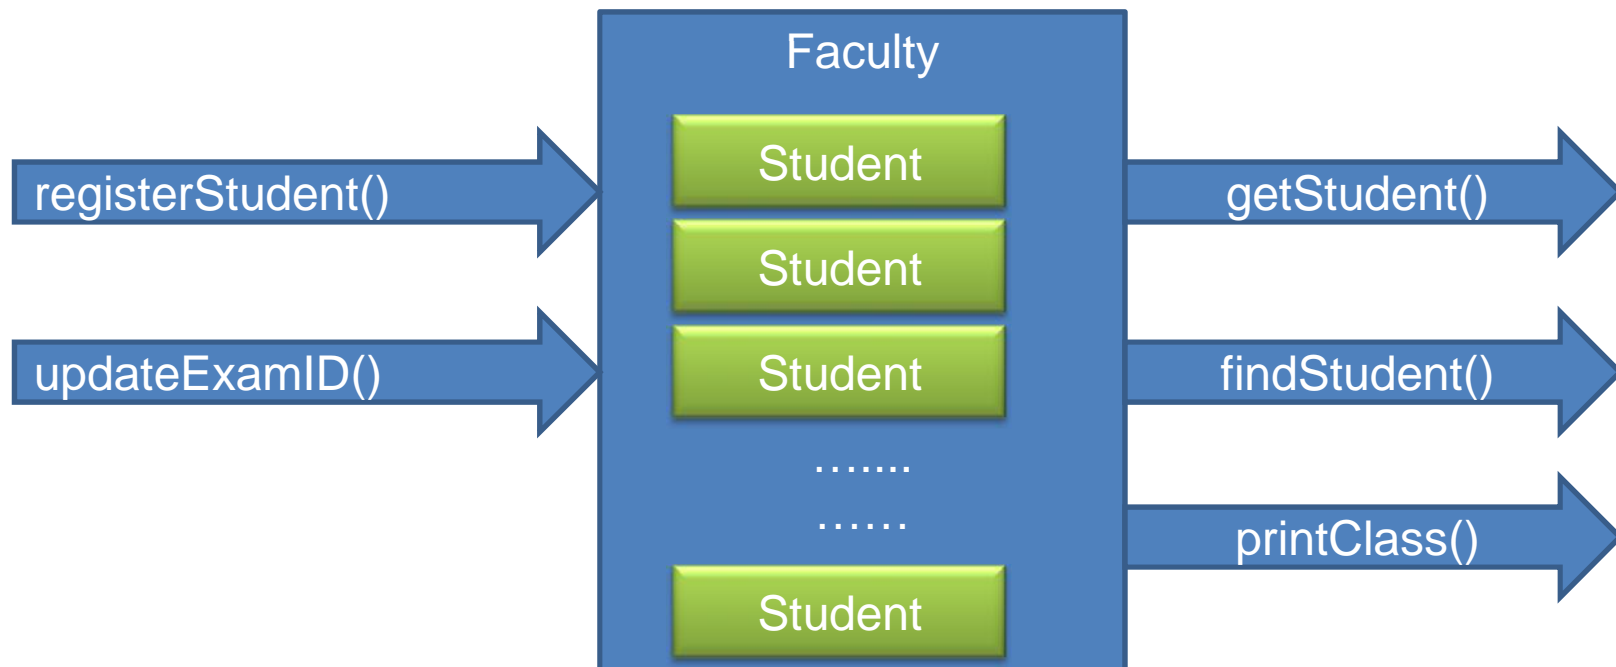 Faculty
registerStudent()
updateExamID()
Student
Student
Student
…....
……
Student
getStudent()
findStudent()
printClass()